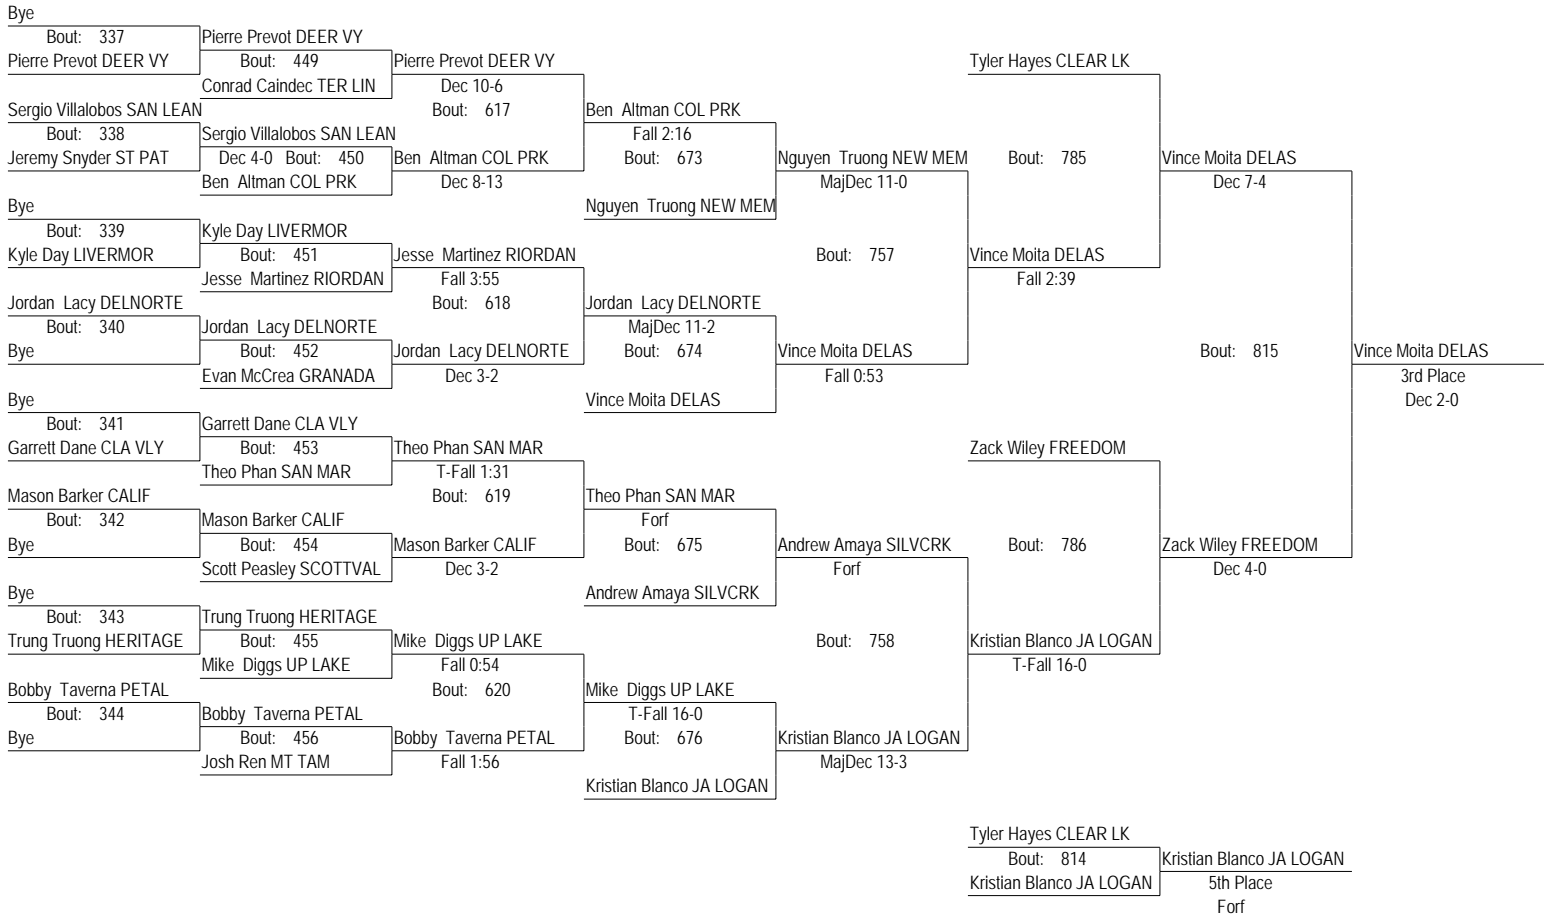 Bye
Bout: 337 Pierre Prevot DEER VY
Pierre Prevot DEER VY Bout: 449 Pierre Prevot DEER VY Tyler Hayes CLEAR LK
Conrad Caindec TER LIN Dec 10-6
Sergio Villalobos SAN LEAN Bout: 617 Ben Altman COL PRK
Bout: 338 Sergio Villalobos SAN LEAN Fall 2:16
Jeremy Snyder ST PAT Dec 4-0 Bout: 450 Ben Altman COL PRK Bout: 673 Nguyen Truong NEW MEM Bout: 785 Vince Moita DELAS
Ben Altman COL PRK Dec 8-13 MajDec 11-0 Dec 7-4
Bye Nguyen Truong NEW MEM
Bout: 339 Kyle Day LIVERMOR
Kyle Day LIVERMOR Bout: 451 Jesse Martinez RIORDAN Bout: 757 Vince Moita DELAS
Jesse Martinez RIORDAN Fall 3:55 Fall 2:39
Jordan Lacy DELNORTE Bout: 618 Jordan Lacy DELNORTE
Bout: 340 Jordan Lacy DELNORTE MajDec 11-2
Bye Bout: 452 Jordan Lacy DELNORTE Bout: 674 Vince Moita DELAS Bout: 815 Vince Moita DELAS
Evan McCrea GRANADA Dec 3-2 Fall 0:53 3rd Place
Bye Vince Moita DELAS Dec 2-0
Bout: 341 Garrett Dane CLA VLY
Garrett Dane CLA VLY Bout: 453 Theo Phan SAN MAR Zack Wiley FREEDOM
Theo Phan SAN MAR T-Fall 1:31
Mason Barker CALIF Bout: 619 Theo Phan SAN MAR
Bout: 342 Mason Barker CALIF Forf
Bye Bout: 454 Mason Barker CALIF Bout: 675 Andrew Amaya SILVCRK Bout: 786 Zack Wiley FREEDOM
Scott Peasley SCOTTVAL Dec 3-2 Forf Dec 4-0
Bye Andrew Amaya SILVCRK
Bout: 343 Trung Truong HERITAGE
Trung Truong HERITAGE Bout: 455 Mike Diggs UP LAKE Bout: 758 Kristian Blanco JA LOGAN
Mike Diggs UP LAKE Fall 0:54 T-Fall 16-0
Bobby Taverna PETAL Bout: 620 Mike Diggs UP LAKE
Bout: 344 Bobby Taverna PETAL T-Fall 16-0
Bye Bout: 456 Bobby Taverna PETAL Bout: 676 Kristian Blanco JA LOGAN
Josh Ren MT TAM Fall 1:56 MajDec 13-3
Kristian Blanco JA LOGAN
Tyler Hayes CLEAR LK
Bout: 814 Kristian Blanco JA LOGAN
Kristian Blanco JA LOGAN 5th Place
Forf